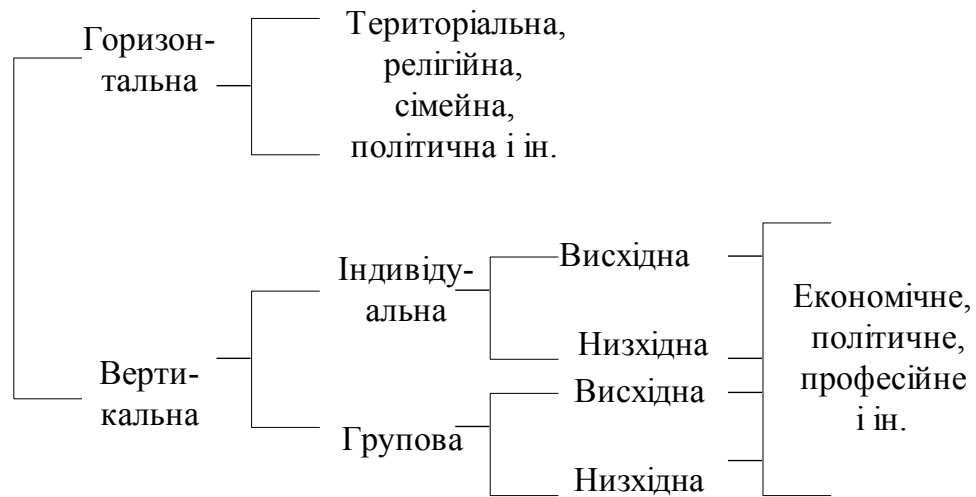 Горизон-
тальна
Територіальна,
релігійна,
сімейна,
політична і ін.
Верти-
кальна
Індивіду-
альна
Висхідна
Низхідна
Групова
Висхідна
Низхідна
Економічне,
політичне,
професійне
і ін.